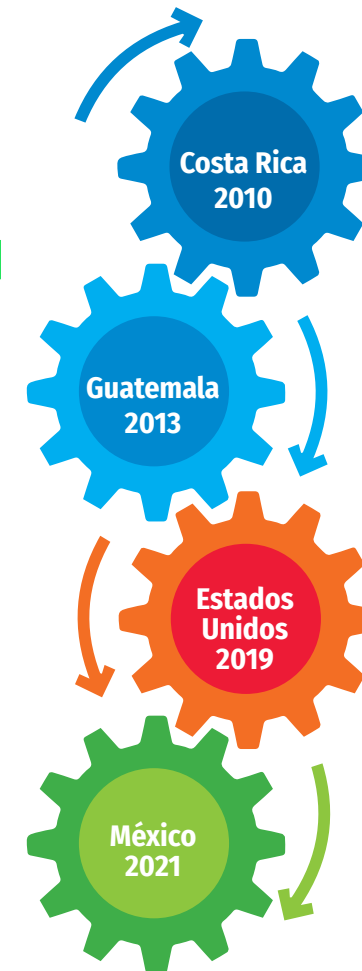 Costa Rica
2010
Guatemala
2013
Estados
Unidos
2019
México
2021